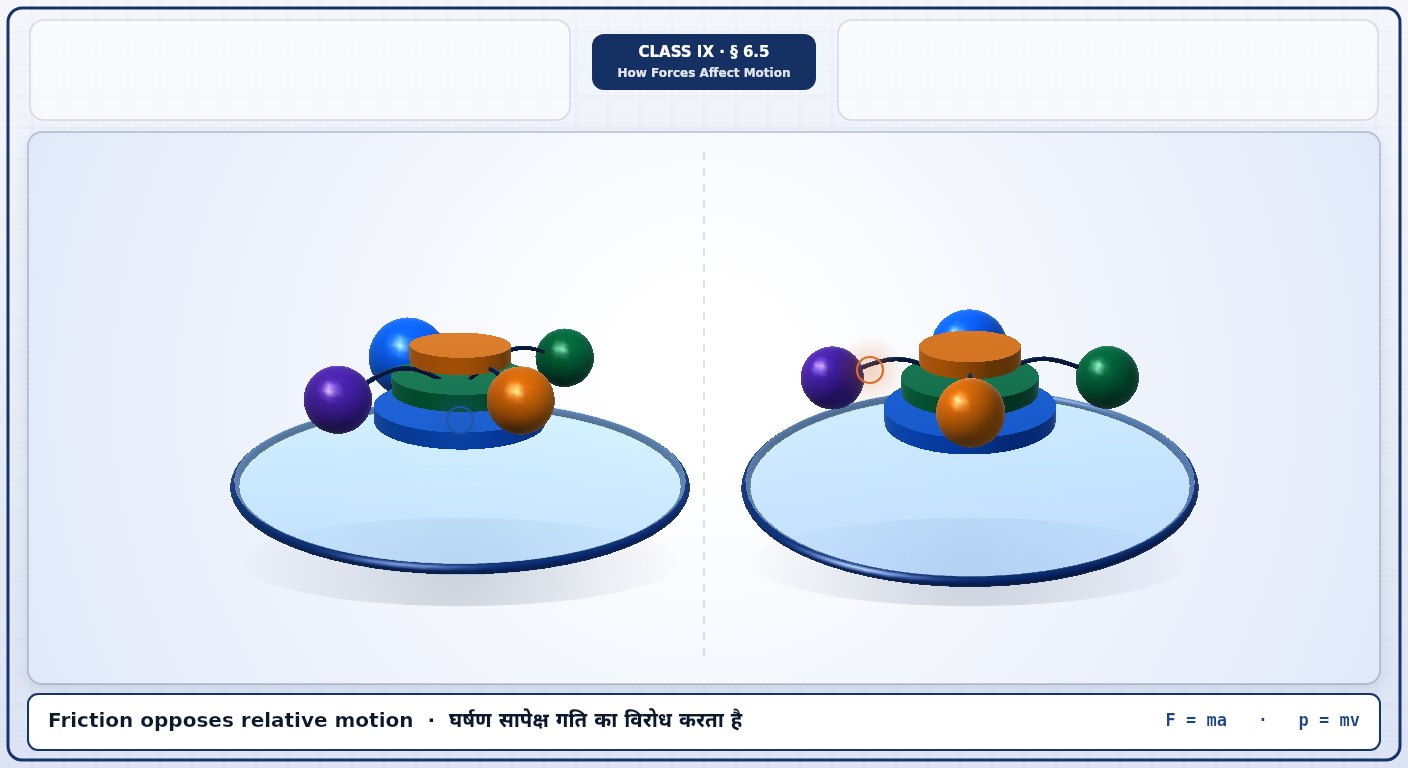 CLASS IX · § 6.5
How Forces Affect Motion
Friction opposes relative motion · घर्षण सापेक्ष गति का विरोध करता है
F = ma · p = mv